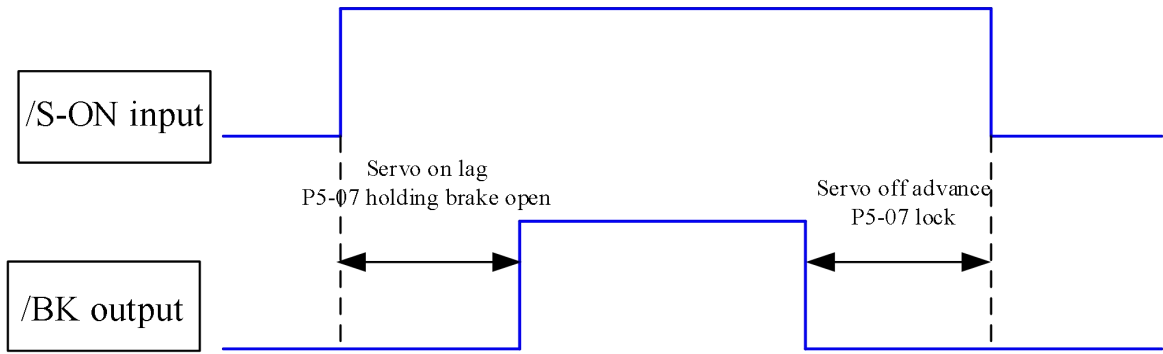 /S-ON input
Servo on lag
P5-07 holding brake open
Servo off advance
P5-07 lock
/BK output